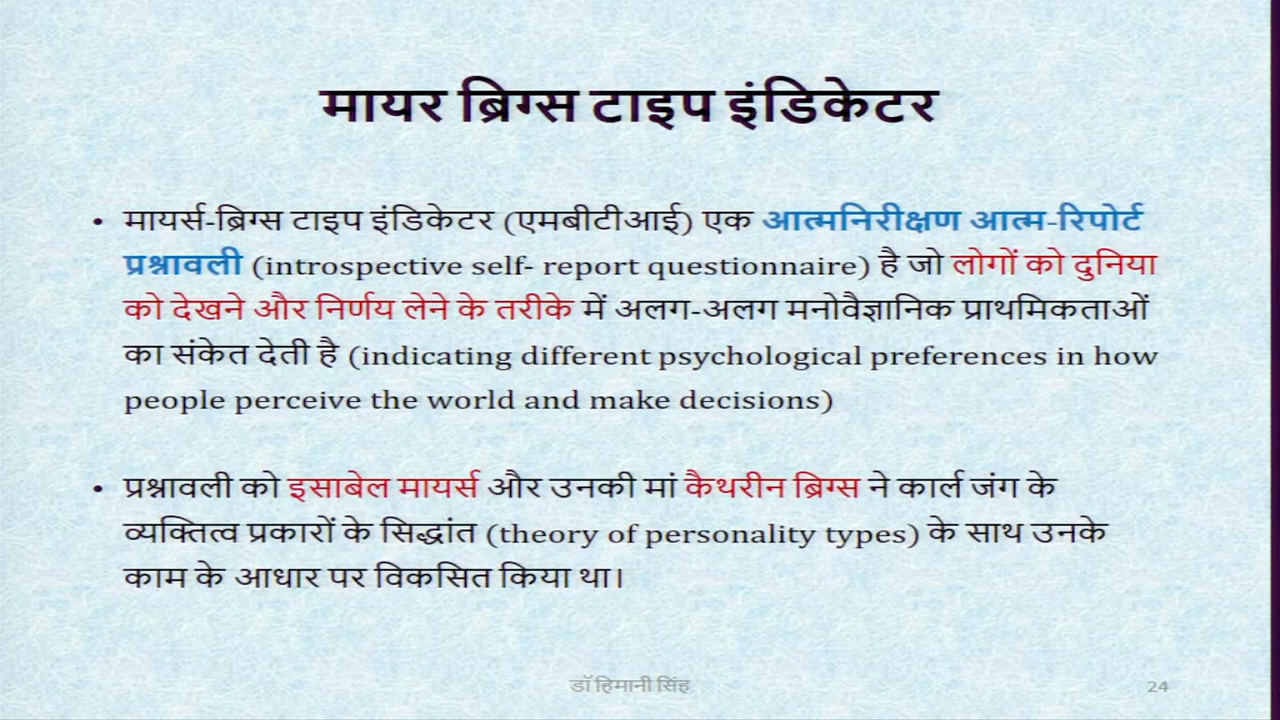 मायर ब्रिग्स टाइप इंडिकेटर
• मायर्स-ब्रिग्स टाइप इंडिकेटर (एमबीटीआई) एक आत्मनिरीक्षण आत्म-रिपोर्ट
प्रश्नावली (introspective self- report questionnaire) है जो लोगों को दुनिया
को देखने और निर्णय लेने के तरीके में अलग-अलग मनोवैज्ञानिक प्राथमिकताओं
का संकेत देती है (indicating different psychological preferences in how
people perceive the world and make decisions)
• प्रश्नावली को इसाबेल मायर्स और उनकी मां कैथरीन ब्रिग्स ने कार्ल जंग के
व्यक्तित्व प्रकारों के सिद्धांत (theory of personality types) के साथ उनके
काम के आधार पर विकसित किया था।
डॉ हिमानी सिंह
24